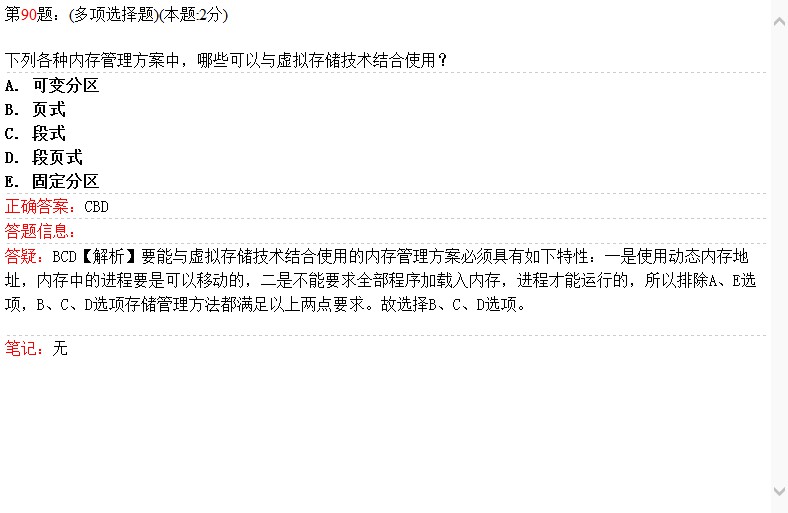 第90题: (多项选择题)(本题:2分)
下列各种内存管理方案中，哪些可以与虚拟存储技术结合使用？
A. 可变分区
B. 页式
C. 段式
D. 段页式
E. 固定分区
正确答案：CBD
答题信息：
答疑：BCD【解析】要能与虚拟存储技术结合使用的内存管理方案必须具有如下特性：一是使用动态内存地
址，内存中的进程要是可以移动的，二是不能要求全部程序加载入内存，进程才能运行的，所以排除A、E选
项，B、C、D选项存储管理方法都满足以上两点要求。故选择B、C、D选项。
笔记：无